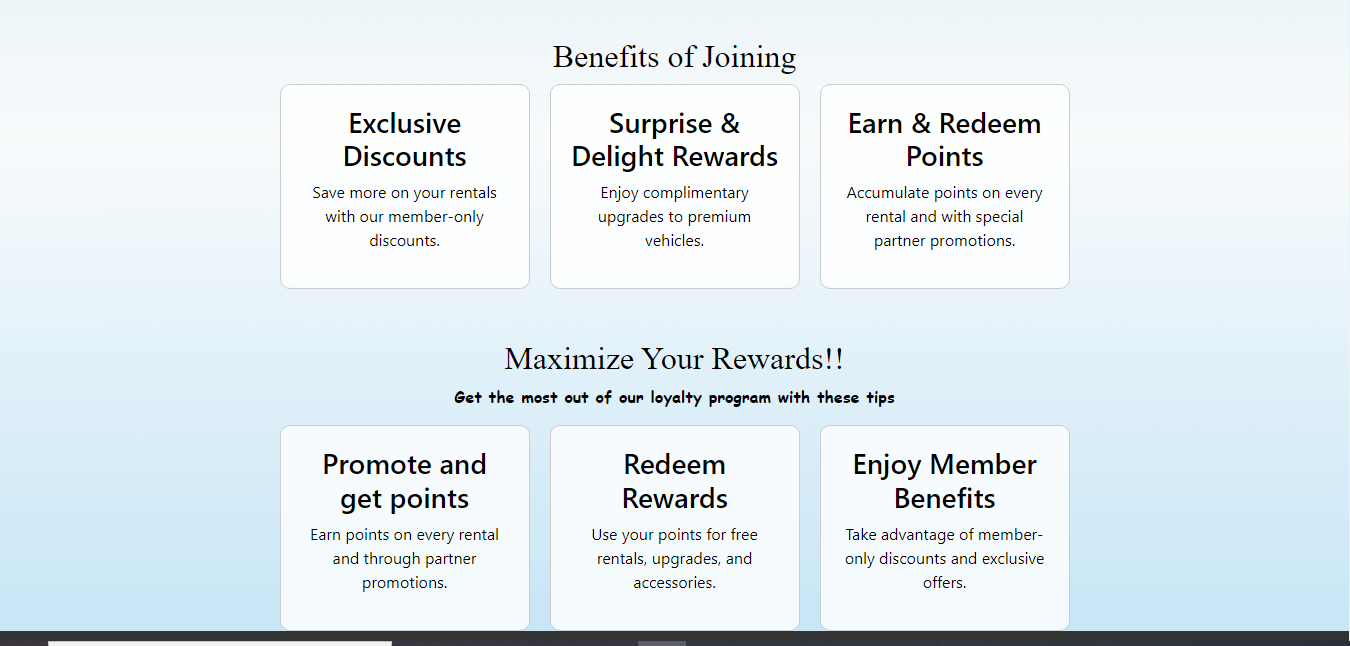 Benefits of Joining
Exclusive
Discounts
Save more on your rentals
with our member-only
discounts.
Surprise &
Delight Rewards
Enjoy complimentary
upgrades to premium
vehicles.
Earn & Redeem
Points
Accumulate points on every
rental and with special
partner promotions.
Maximize Your Rewards!!
Get the most out of our loyalty program with these tips
Promote and
get points
Earn points on every rental
and through partner
promotions.
Redeem
Rewards
Use your points for free
rentals, upgrades, and
accessories.
Enjoy Member
Benefits
Take advantage of member-
only discounts and exclusive
offers.